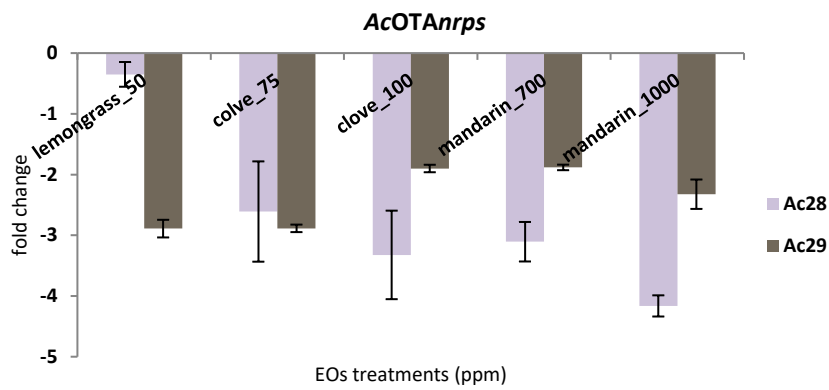 AcOTAnrps
0
-1
-2
-3
-4
-5
fold change
lemongrass_50
colve_75
clove_100
mandarin_700
mandarin_1000
Ac28
Ac29
EOs treatments (ppm)